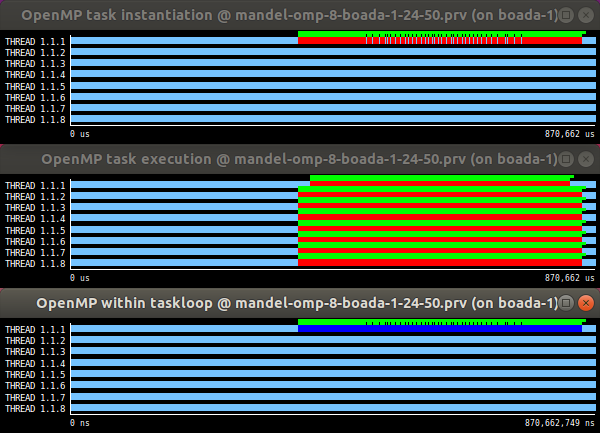 OpenMP task instantiation @ mandel-omp-8-boada-1-24-50.prv (on boada-1)
THREAD 1.1.1
THREAD 1.1.2
THREAD 1.1.3
THREAD 1.1.4
THREAD 1.1.5
THREAD 1.1.6
THREAD 1.1.7
THREAD 1.1.8
0 us 870,662 us
OpenMP task execution @ mandel-omp-8-boada-1-24-50.prv (on boada-1)
THREAD 1.1.1
THREAD 1.1.2
THREAD 1.1.3
THREAD 1.1.4
THREAD 1.1.5
THREAD 1.1.6
THREAD 1.1.7
THREAD 1.1.8
0 us 870,662 us
OpenMP within taskloop @ mandel-omp-8-boada-1-24-50.prv (on boada-1)
THREAD 1.1.1
THREAD 1.1.2
THREAD 1.1.3
THREAD 1.1.4
THREAD 1.1.5
THREAD 1.1.6
THREAD 1.1.7
THREAD 1.1.8
0 ns 870,662,749 ns